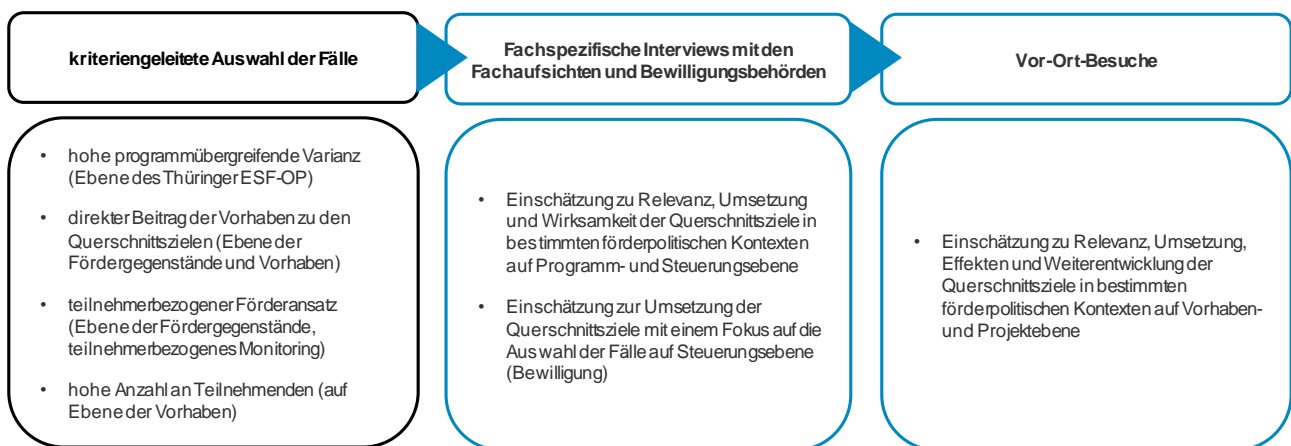 kriteriengeleitete Auswahl der Fälle
Fachspezifische Interviews mit den
Fachaufsichten und Bewilligungsbehörden
Vor-Ort-Besuche
• hohe programmübergreifende Varianz
(Ebene des Thüringer ESF-OP)
• direkter Beitrag der Vorhaben zu den
Querschnittszielen (Ebene der
Fördergegenstände und Vorhaben)
• teilnehmerbezogener Förderansatz
(Ebene der Fördergegenstände,
teilnehmerbezogenes Monitoring)
• hohe Anzahl an Teilnehmenden (auf
Ebene der Vorhaben)
• Einschätzung zu Relevanz, Umsetzung
und Wirksamkeit der Querschnittsziele in
bestimmten förderpolitischen Kontexten
auf Programm- und Steuerungsebene
• Einschätzung zur Umsetzung der
Querschnittsziele mit einem Fokus auf die
Auswahl der Fälle auf Steuerungsebene
(Bewilligung)
• Einschätzung zu Relevanz, Umsetzung,
Effekten und Weiterentwicklung der
Querschnittsziele in bestimmten
förderpolitischen Kontexten auf Vorhaben-
und Projektebene